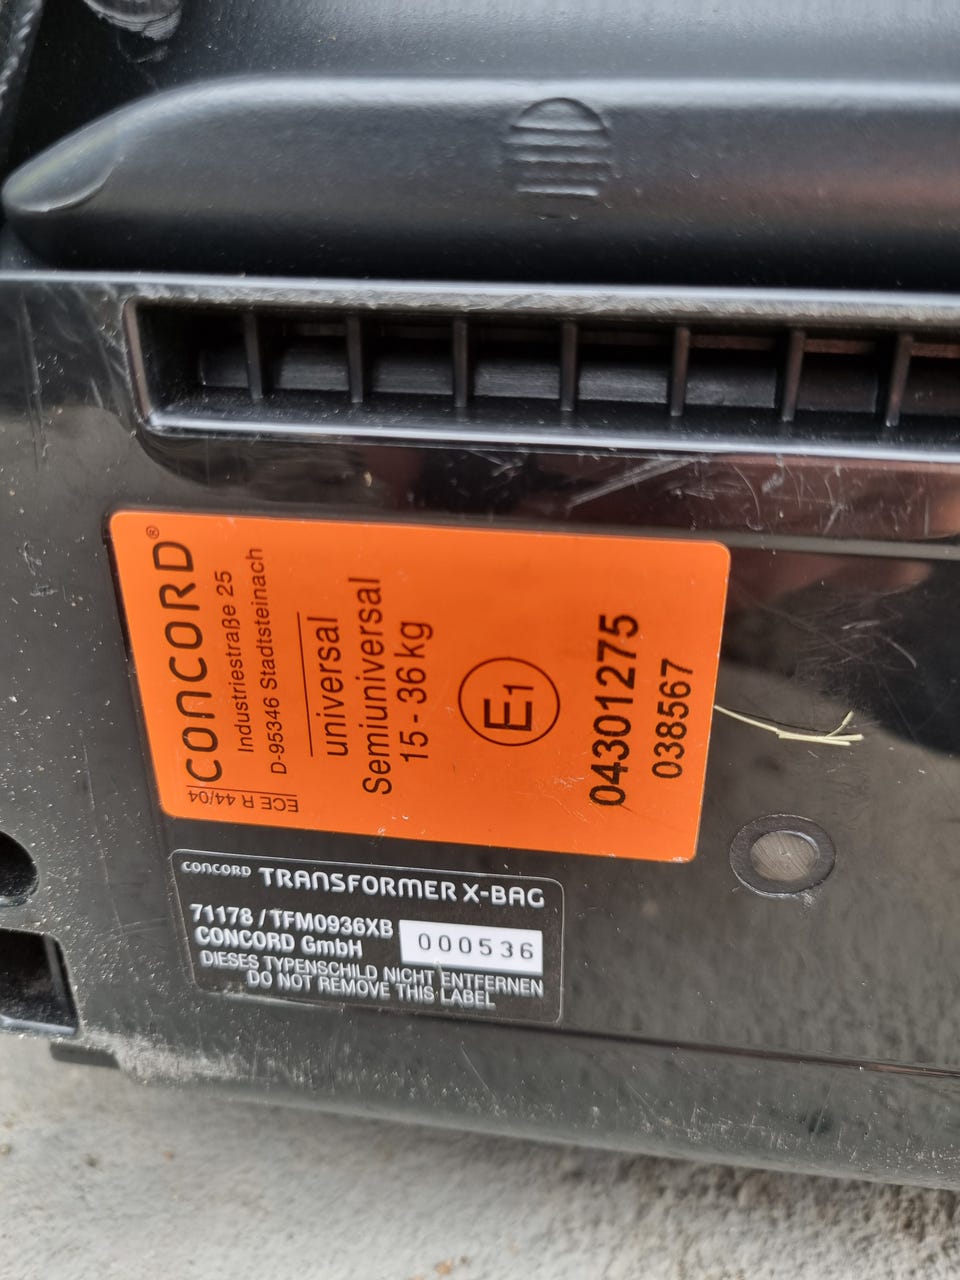 ECE R 44/04
CONCORD®
Industriestraße 25
D-95346 Stadtsteinach
universal
Semiuniversal
15 - 36 kg
E1
04301275
038567
CONCORD TRANSFORMER X-BAG
71178 / TFM0936XB
CONCORD GmbH
000536
DIESES TYPENSCHILD NICHT ENTFERNEN
DO NOT REMOVE THIS LABEL